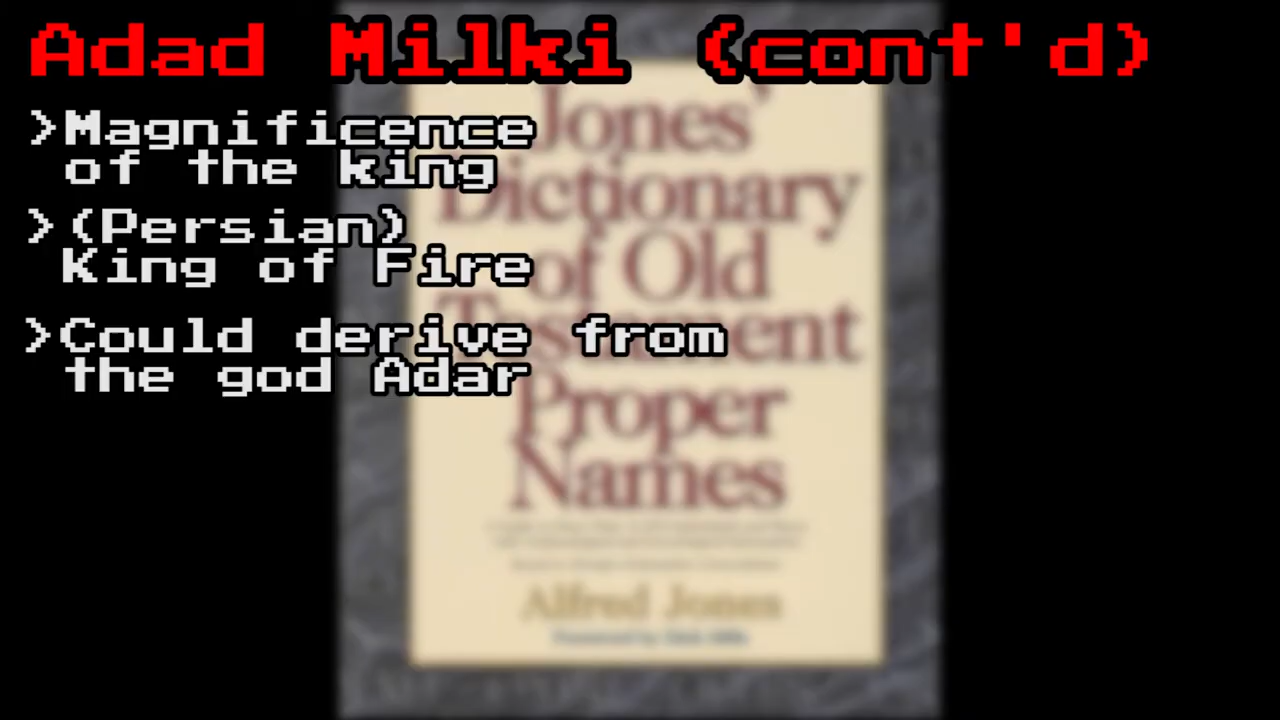 Adad Milki (cont'd)
>Magnificence
of the king
>(Persian)
King of Fire
>Could derive from
the god Adar
Jones'
Dictionary
of Old
Testament
Proper
Names
Alfred Jones